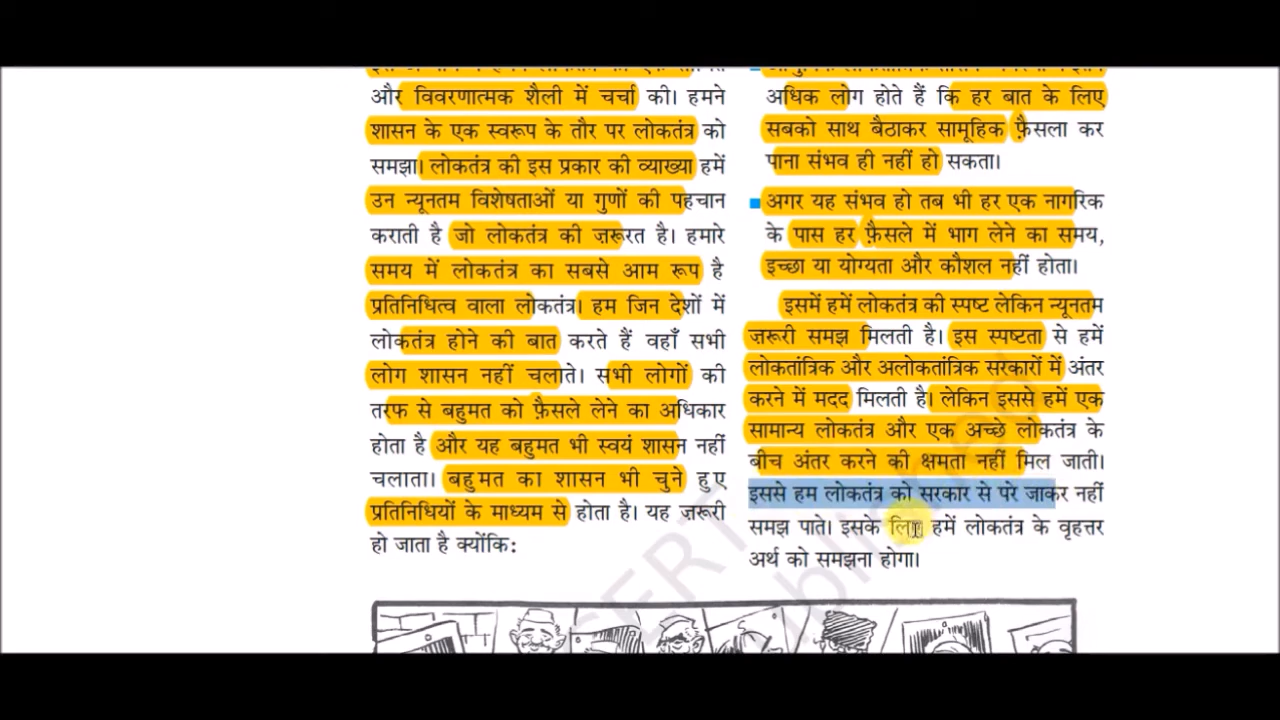 और विवरणात्मक शैली में चर्चा की। हमने
शासन के एक स्वरूप के तौर पर लोकतंत्र को
समझा। लोकतंत्र की इस प्रकार की व्याख्या हमें
उन न्यूनतम विशेषताओं या गुणों की पहचान
कराती है जो लोकतंत्र की ज़रूरत है। हमारे
समय में लोकतंत्र का सबसे आम रूप है
प्रतिनिधित्व वाला लोकतंत्र। हम जिन देशों में
लोकतंत्र होने की बात करते हैं वहाँ सभी
लोग शासन नहीं चलाते। सभी लोगों की
तरफ से बहुमत को फ़ैसले लेने का अधिकार
होता है और यह बहुमत भी स्वयं शासन नहीं
चलाता। बहुमत का शासन भी चुने हुए
प्रतिनिधियों के माध्यम से होता है। यह ज़रूरी
हो जाता है क्योंकि:
अधिक लोग होते हैं कि हर बात के लिए
सबको साथ बैठाकर सामूहिक फ़ैसला कर
पाना संभव ही नहीं हो सकता।
अगर यह संभव हो तब भी हर एक नागरिक
के पास हर फ़ैसले में भाग लेने का समय,
इच्छा या योग्यता और कौशल नहीं होता।
इसमें हमें लोकतंत्र की स्पष्ट लेकिन न्यूनतम
ज़रूरी समझ मिलती है। इस स्पष्टता से हमें
लोकतांत्रिक और अलोकतांत्रिक सरकारों में अंतर
करने में मदद मिलती है। लेकिन इससे हमें एक
सामान्य लोकतंत्र और एक अच्छे लोकतंत्र के
बीच अंतर करने की क्षमता नहीं मिल जाती।
इससे हम लोकतंत्र को सरकार से परे जाकर नहीं
समझ पाते। इसके लिए हमें लोकतंत्र के वृहत्तर
अर्थ को समझना होगा।